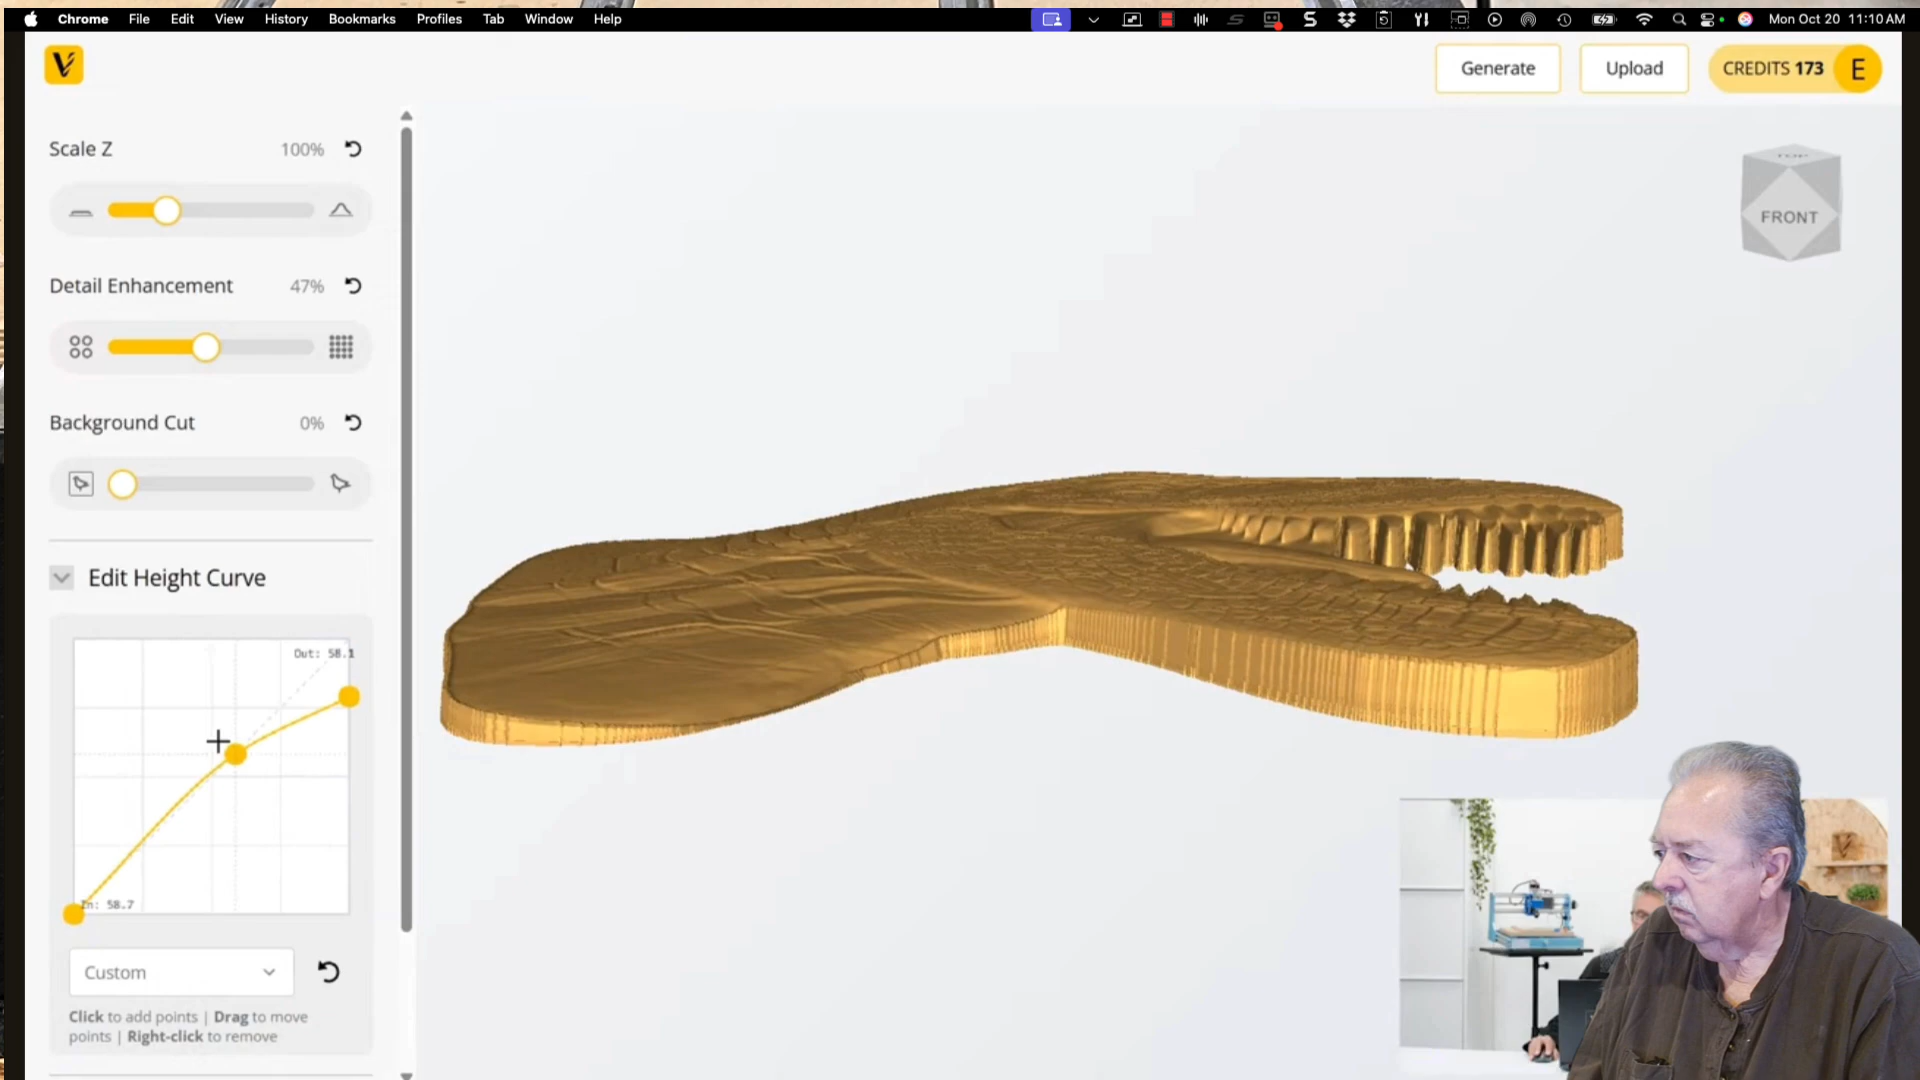 Chrome File Edit View History Bookmarks Profiles Tab Window Help Mon Oct 20 11:10 AM
Generate Upload CREDITS 173 E
Scale Z 100%
TOP
FRONT
Detail Enhancement 47%
Background Cut 0%
Edit Height Curve
Out: 58.1
In: 58.7
Custom
Click to add points | Drag to move
points | Right-click to remove